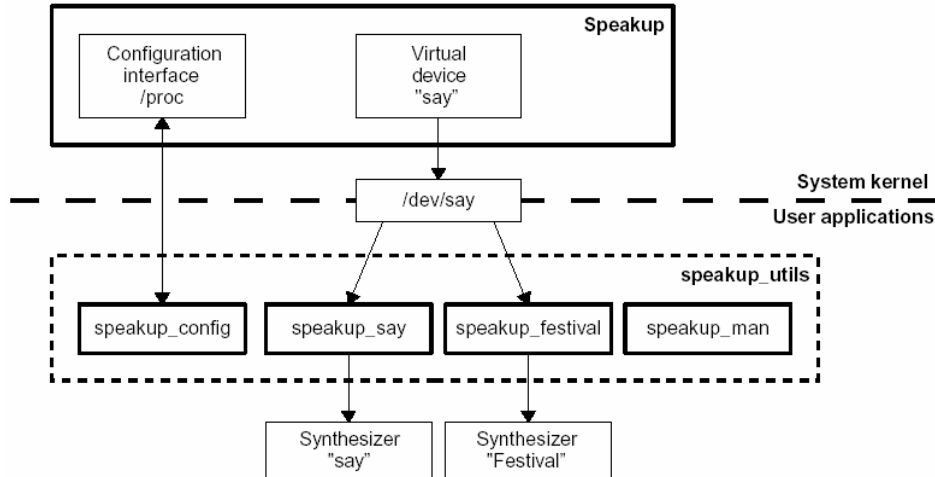 Speakup
Configuration
interface
/proc
Virtual
device
"say"
/dev/say
System kernel
User applications
speakup_utils
speakup_config
speakup_say
speakup_festival
speakup_man
Synthesizer
"say"
Synthesizer
"Festival"